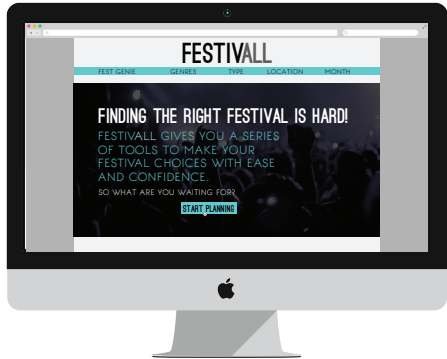 FESTIVALL
FEST GENIE GENRES TYPE LOCATION MONTH
FINDING THE RIGHT FESTIVAL IS HARD!
FESTIVALL GIVES YOU A SERIES
OF TOOLS TO MAKE YOUR
FESTIVAL CHOICES WITH EASE
AND CONFIDENCE.
SO WHAT ARE YOU WAITING FOR?
START PLANNING